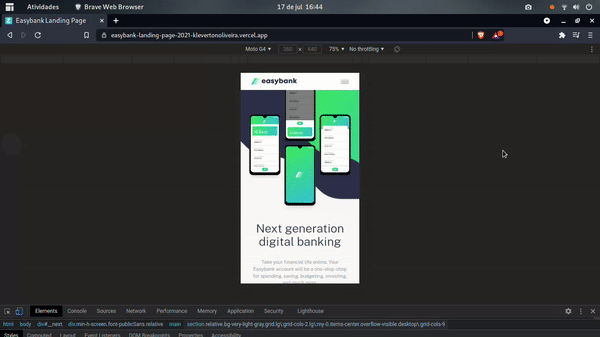 Atividades
Brave Web Browser
17 de jul 16:44
Easybank Landing Page
easybank-landing-page-2021-klevertonoliveira.vercel.app
Moto G4
360
×
440
75%
No throttling
easybank
Next generation
digital banking
Take your financial life online. Your
Easybank account will be a one-stop-shop
for spending, saving, budgeting, investing,
Elements
Console
Sources
Network
Performance
Memory
Application
Security
Lighthouse
html
body
div#__next
div.min-h-screen.font-publicSans.relative
main
section.relative.bg-very-light-gray.grid.lg\:grid-cols-2.lg\:my-0.items-center.overflow-visible.desktop\:grid-cols-9
Styles
Computed
Layout
Event Listeners
DOM Breakpoints
Properties
Accessibility